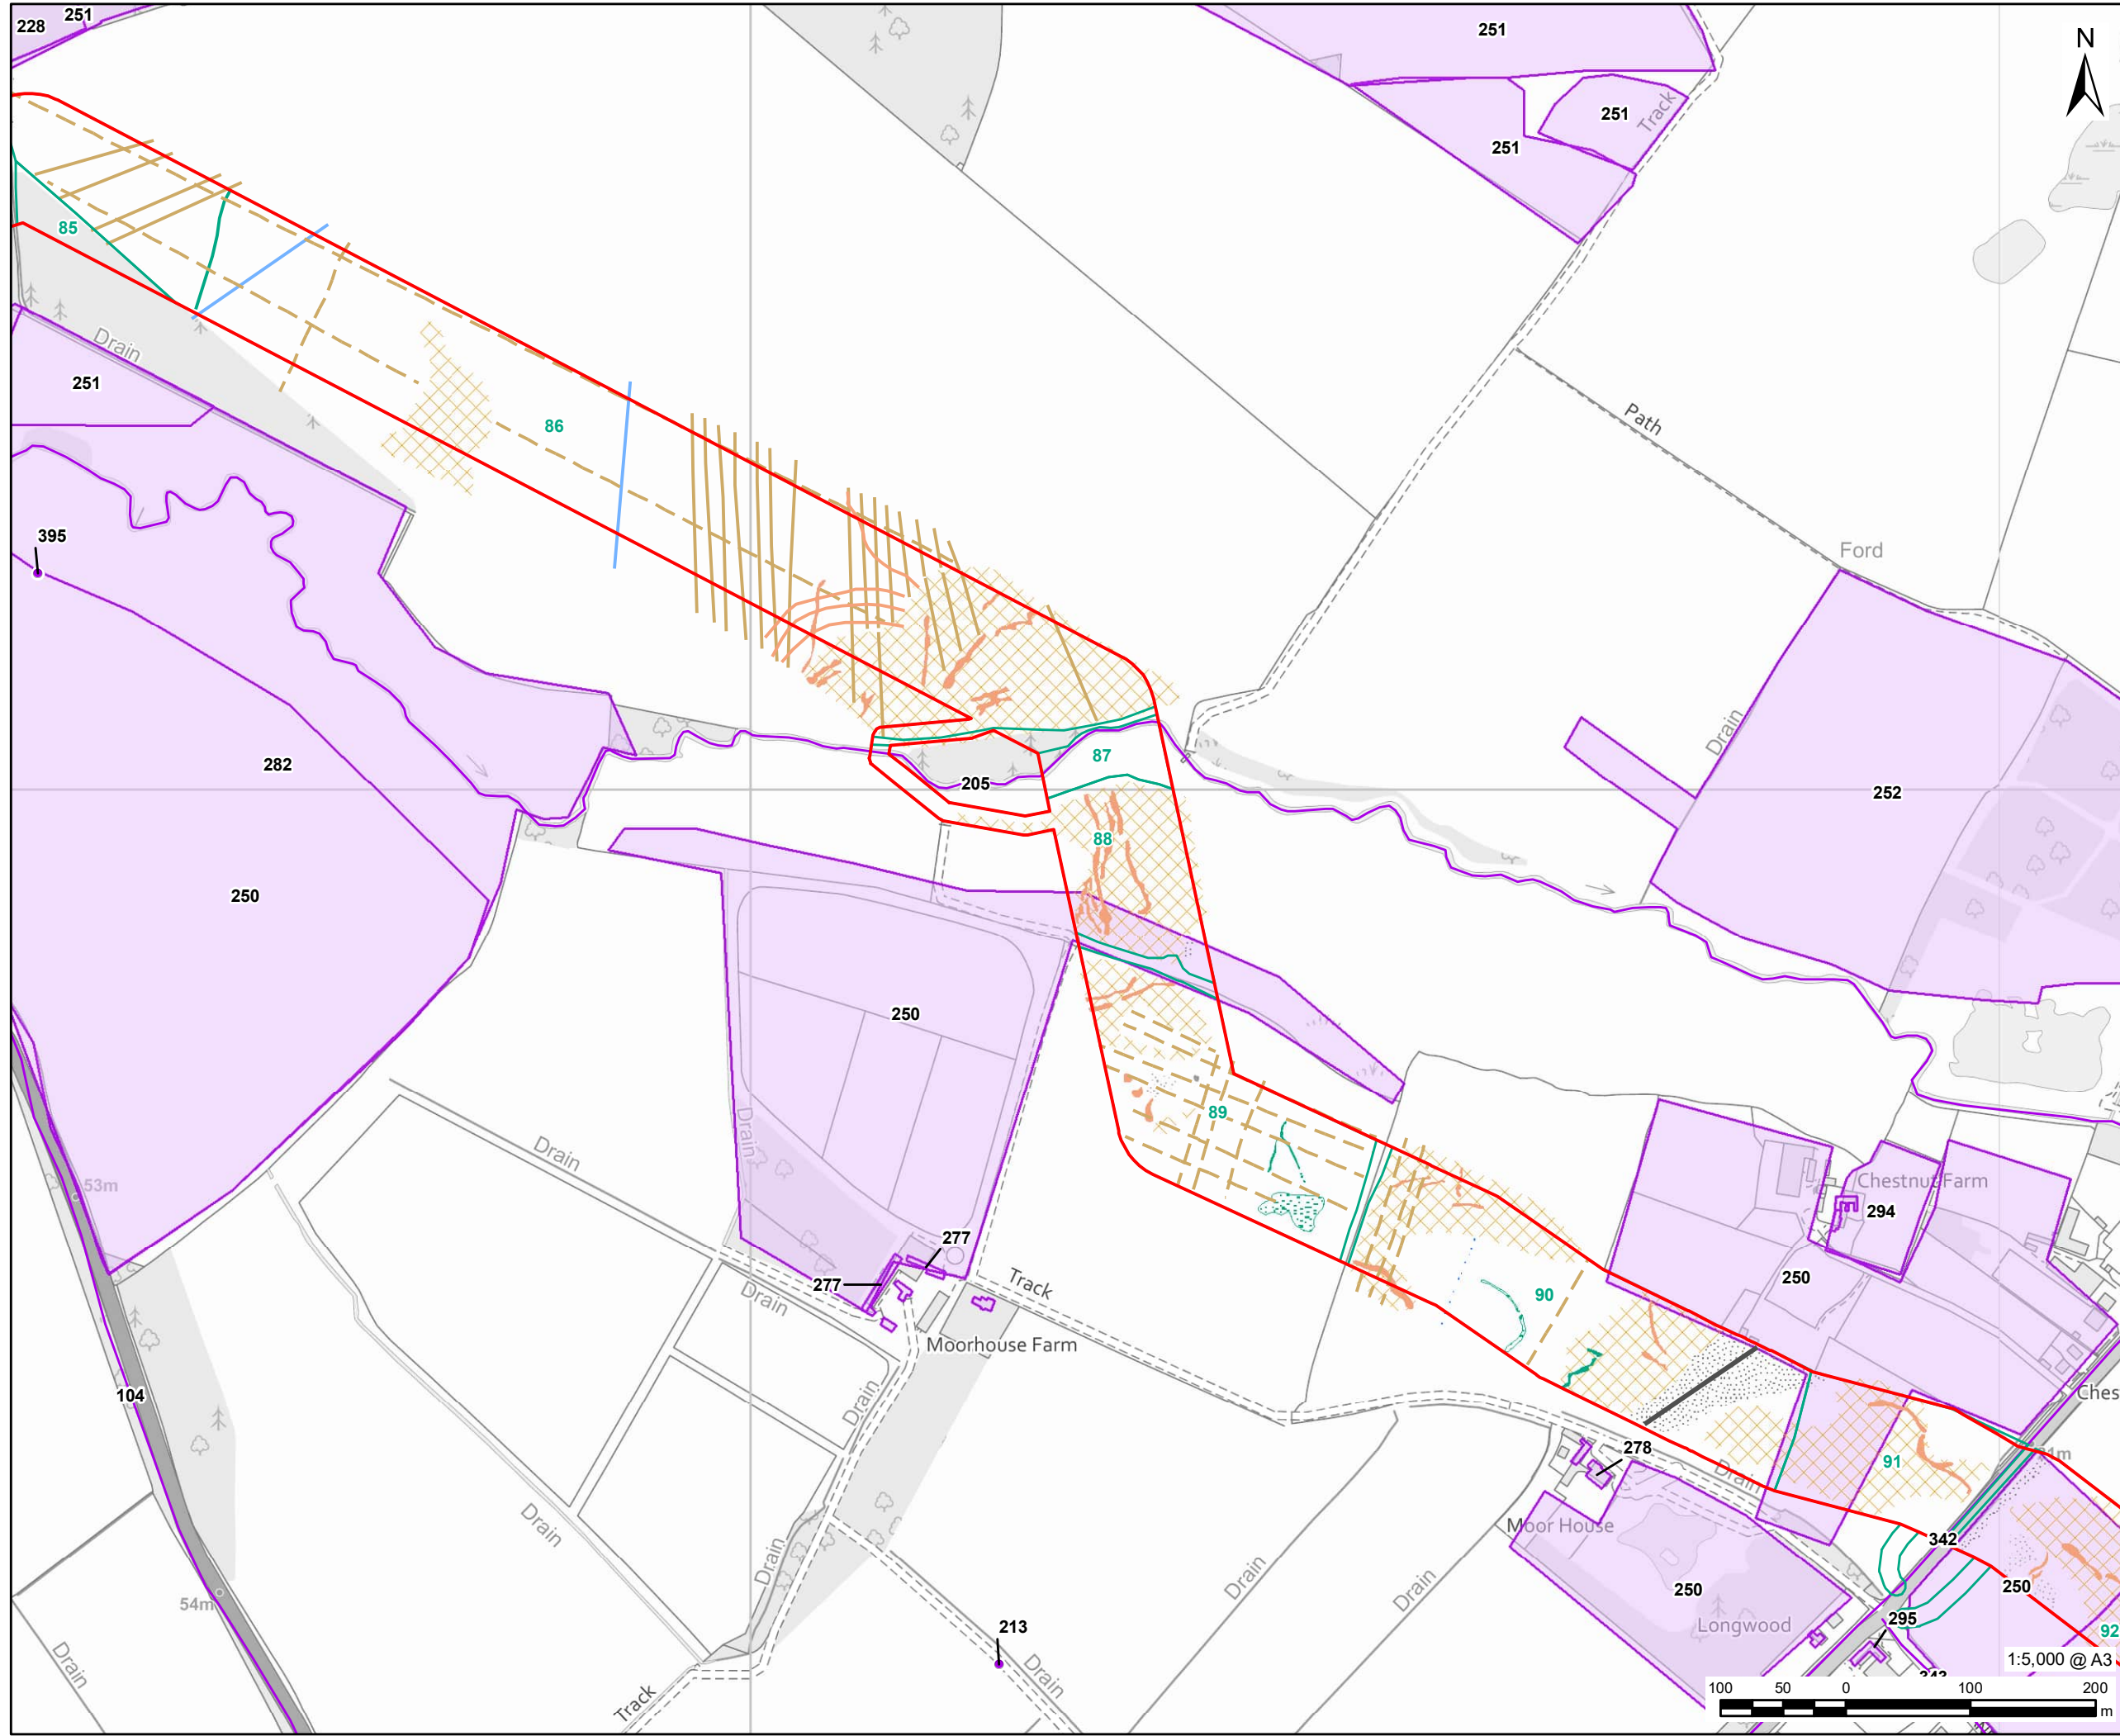 228
251
251
N
251
251
Track
85
Drain
251
Path
86
395
Ford
Drain
282
87
205
252
88
250
250
Drain
89
53m
Drain
Chestnut Farm
294
277
277
Track
250
Drain
90
Moorhouse Farm
104
Drain
Ches
278
91
Drain
Drain
Moor House
342
Drain
54m
Drain
Drain
250
250
295
Longwood
213
92
Drain
Drain
Track
1:5,000 @ A3
100
50
0
100
200
m